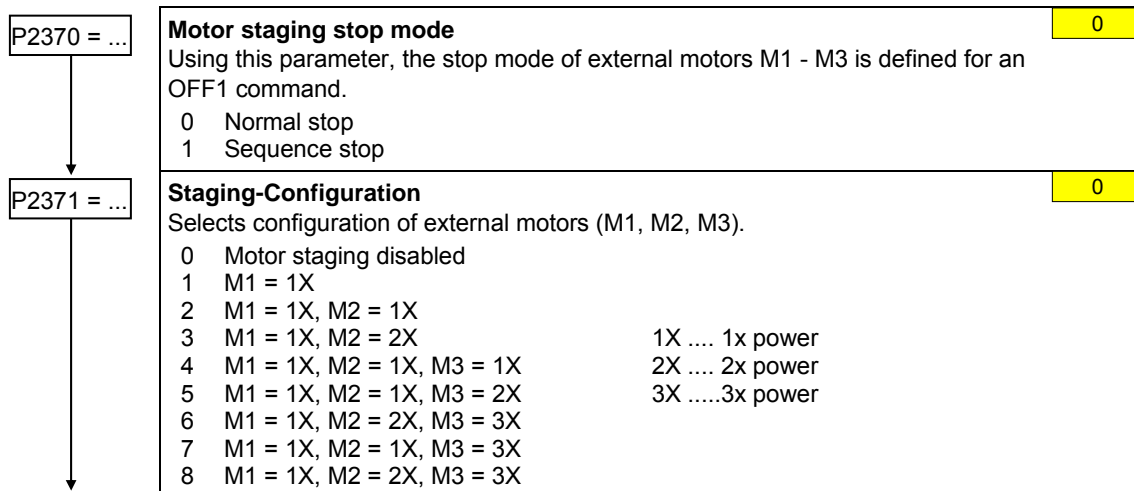 P2370 = ...
Motor staging stop mode
0
Using this parameter, the stop mode of external motors M1 - M3 is defined for an
OFF1 command.
0 Normal stop
1 Sequence stop
P2371 = ...
Staging-Configuration
0
Selects configuration of external motors (M1, M2, M3).
0 Motor staging disabled
1 M1 = 1X
2 M1 = 1X, M2 = 1X
3 M1 = 1X, M2 = 2X 1X .... 1x power
4 M1 = 1X, M2 = 1X, M3 = 1X 2X .... 2x power
5 M1 = 1X, M2 = 1X, M3 = 2X 3X .....3x power
6 M1 = 1X, M2 = 2X, M3 = 3X
7 M1 = 1X, M2 = 1X, M3 = 3X
8 M1 = 1X, M2 = 2X, M3 = 3X